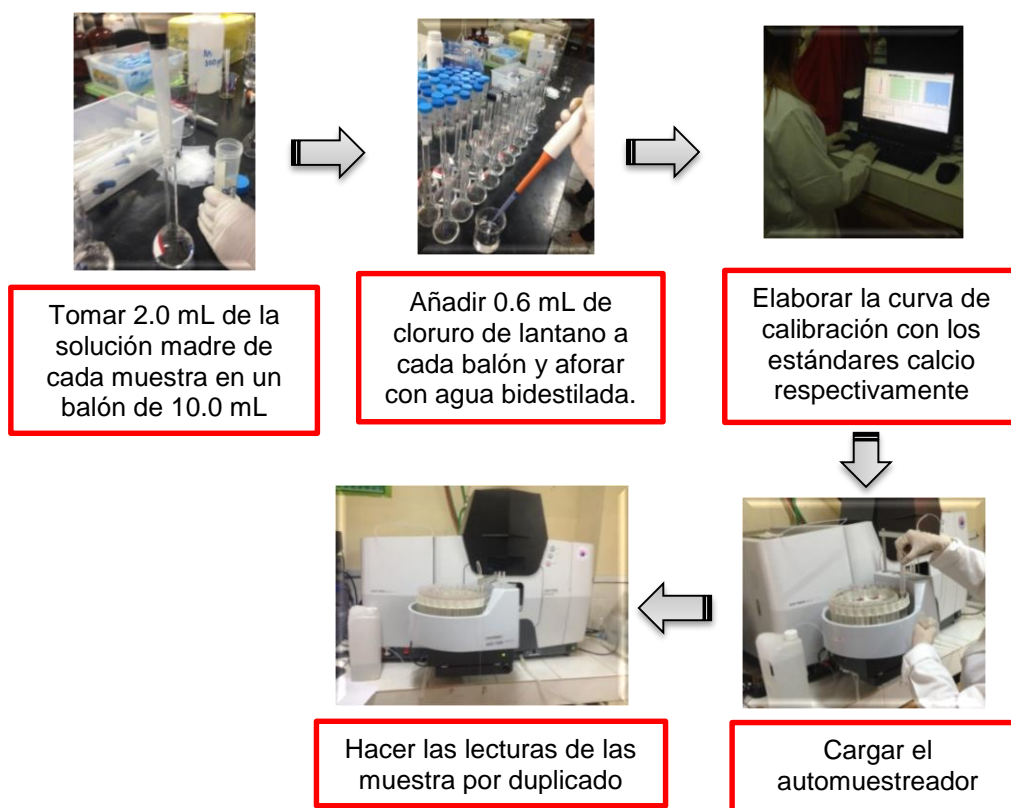 Tomar 2.0 mL de la
solución madre de
cada muestra en un
balón de 10.0 mL
Añadir 0.6 mL de
cloruro de lantano a
cada balón y aforar
con agua bidestilada.
Elaborar la curva de
calibración con los
estándares calcio
respectivamente
Cargar el
automuestreador
Hacer las lecturas de las
muestra por duplicado